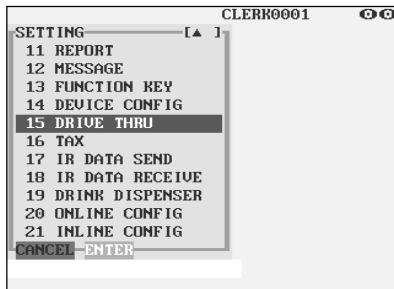 CLERK0001
SETTING [▲ ]
11 REPORT
12 MESSAGE
13 FUNCTION KEY
14 DEVICE CONFIG
15 DRIVE THRU
16 TAX
17 IR DATA SEND
18 IR DATA RECEIVE
19 DRINK DISPENSER
20 ONLINE CONFIG
21 INLINE CONFIG
CANCEL ENTER